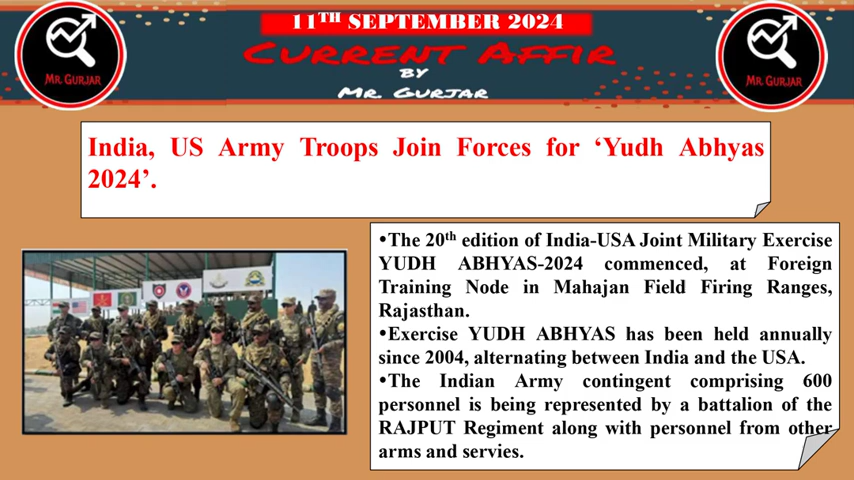 11TH SEPTEMBER 2024
CURRENT AFFIR
BY
MR. GURJAR
MR. GURJAR
MR. GURJAR
India, US Army Troops Join Forces for ‘Yudh Abhyas
2024’.
•The 20th edition of India-USA Joint Military Exercise
YUDH ABHYAS-2024 commenced, at Foreign
Training Node in Mahajan Field Firing Ranges,
Rajasthan.
•Exercise YUDH ABHYAS has been held annually
since 2004, alternating between India and the USA.
•The Indian Army contingent comprising 600
personnel is being represented by a battalion of the
RAJPUT Regiment along with personnel from other
arms and servies.